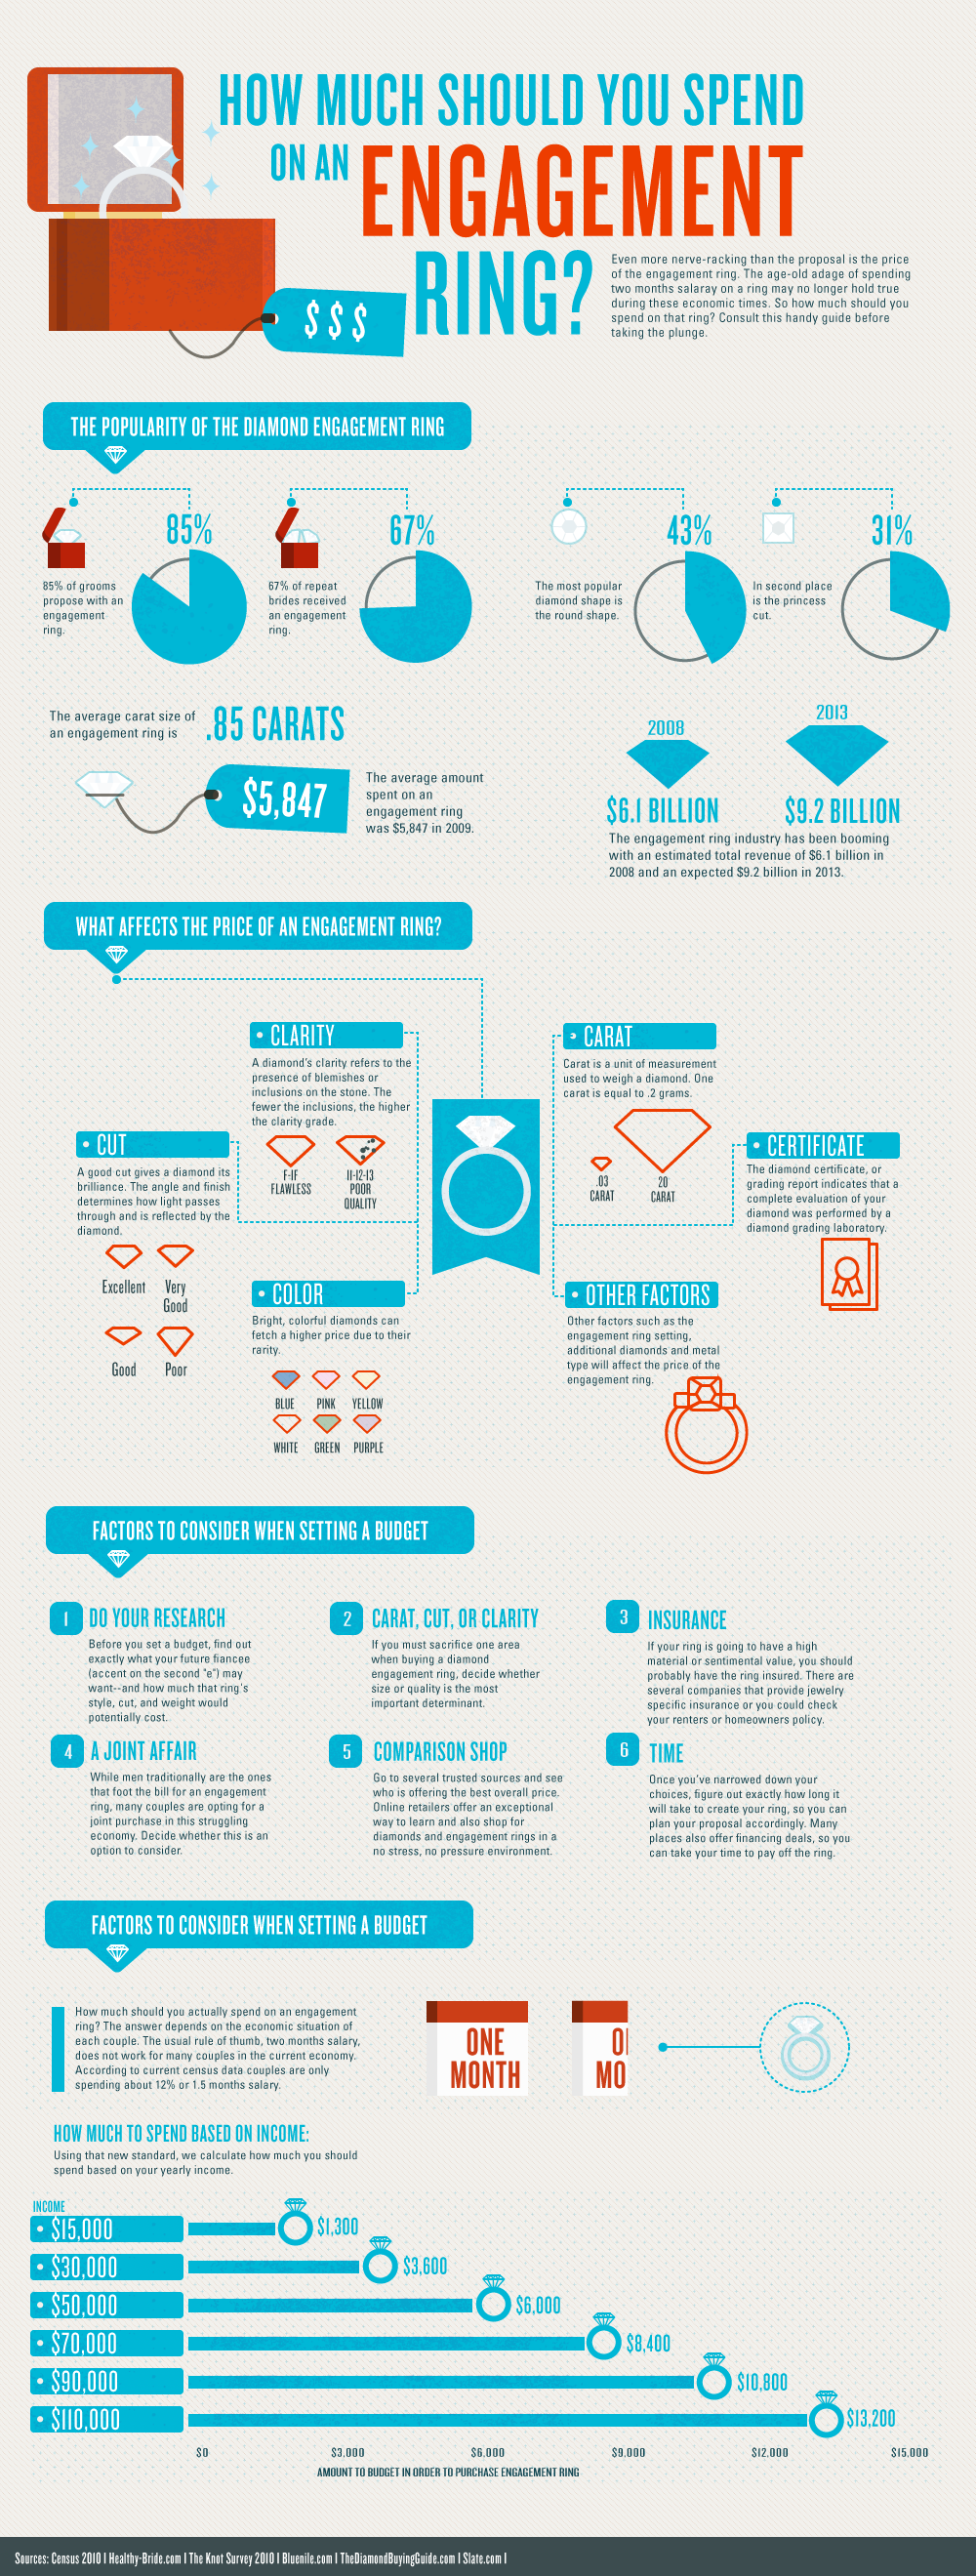 HOW MUCH SHOULD YOU SPEND
ON AN ENGAGEMENT
RING?
$ $ $
Even more nerve-racking than the proposal is the price
of the engagement ring. The age-old adage of spending
two months salaray on a ring may no longer hold true
during these economic times. So how much should you
spend on that ring? Consult this handy guide before
taking the plunge.
THE POPULARITY OF THE DIAMOND ENGAGEMENT RING
85%
85% of grooms
propose with an
engagement
ring.
67%
67% of repeat
brides received
an engagement
ring.
43%
The most popular
diamond shape is
the round shape.
31%
In second place
is the princess
cut.
The average carat size of
an engagement ring is
.85 CARATS
$5,847
The average amount
spent on an
engagement ring
was $5,847 in 2009.
2008
$6.1 BILLION
2013
$9.2 BILLION
The engagement ring industry has been booming
with an estimated total revenue of $6.1 billion in
2008 and an expected $9.2 billion in 2013.
WHAT AFFECTS THE PRICE OF AN ENGAGEMENT RING?
• CLARITY
A diamond's clarity refers to the
presence of blemishes or
inclusions on the stone. The
fewer the inclusions, the higher
the clarity grade.
F-IF
FLAWLESS
I1-I2-I3
POOR
QUALITY
• CARAT
Carat is a unit of measurement
used to weigh a diamond. One
carat is equal to .2 grams.
.03
CARAT
20
CARAT
• CUT
A good cut gives a diamond its
brilliance. The angle and finish
determines how light passes
through and is reflected by the
diamond.
Excellent
Very
Good
Good
Poor
• CERTIFICATE
The diamond certificate, or
grading report indicates that a
complete evaluation of your
diamond was performed by a
diamond grading laboratory.
• COLOR
Bright, colorful diamonds can
fetch a higher price due to their
rarity.
BLUE
PINK
YELLOW
WHITE
GREEN
PURPLE
• OTHER FACTORS
Other factors such as the
engagement ring setting,
additional diamonds and metal
type will affect the price of the
engagement ring.
FACTORS TO CONSIDER WHEN SETTING A BUDGET
1 DO YOUR RESEARCH
Before you set a budget, find out
exactly what your future fiancee
(accent on the second "e") may
want--and how much that ring's
style, cut, and weight would
potentially cost.
2 CARAT, CUT, OR CLARITY
If you must sacrifice one area
when buying a diamond
engagement ring, decide whether
size or quality is the most
important determinant.
3 INSURANCE
If your ring is going to have a high
material or sentimental value, you should
probably have the ring insured. There are
several companies that provide jewelry
specific insurance or you could check
your renters or homeowners policy.
4 A JOINT AFFAIR
While men traditionally are the ones
that foot the bill for an engagement
ring, many couples are opting for a
joint purchase in this struggling
economy. Decide whether this is an
option to consider.
5 COMPARISON SHOP
Go to several trusted sources and see
who is offering the best overall price.
Online retailers offer an exceptional
way to learn and also shop for
diamonds and engagement rings in a
no stress, no pressure environment.
6 TIME
Once you've narrowed down your
choices, figure out exactly how long it
will take to create your ring, so you can
plan your proposal accordingly. Many
places also offer financing deals, so you
can take your time to pay off the ring.
FACTORS TO CONSIDER WHEN SETTING A BUDGET
How much should you actually spend on an engagement
ring? The answer depends on the economic situation of
each couple. The usual rule of thumb, two months salary,
does not work for many couples in the current economy.
According to current census data couples are only
spending about 12% or 1.5 months salary.
ONE
MONTH
O
MO
HOW MUCH TO SPEND BASED ON INCOME:
Using that new standard, we calculate how much you should
spend based on your yearly income.
INCOME
• $15,000 $1,300
• $30,000 $3,600
• $50,000 $6,000
• $70,000 $8,400
• $90,000 $10,800
• $110,000 $13,200
$0 $3,000 $6,000 $9,000 $12,000 $15,000
AMOUNT TO BUDGET IN ORDER TO PURCHASE ENGAGEMENT RING
Sources: Census 2010 | Healthy-Bride.com | The Knot Survey 2010 | Bluenile.com | TheDiamondBuyingGuide.com | Slate.com |